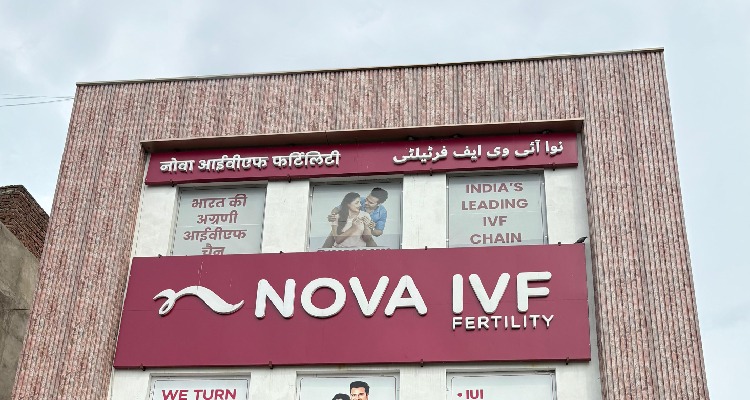 नोवा आईवीएफ फर्टिलिटी
نوا آئی وی ایف فرٹیلٹی
भारत की
अग्रणी
आईवीएफ
चैन
INDIA'S
LEADING
IVF
CHAIN
NOVA IVF
FERTILITY
WE TURN
• IUI